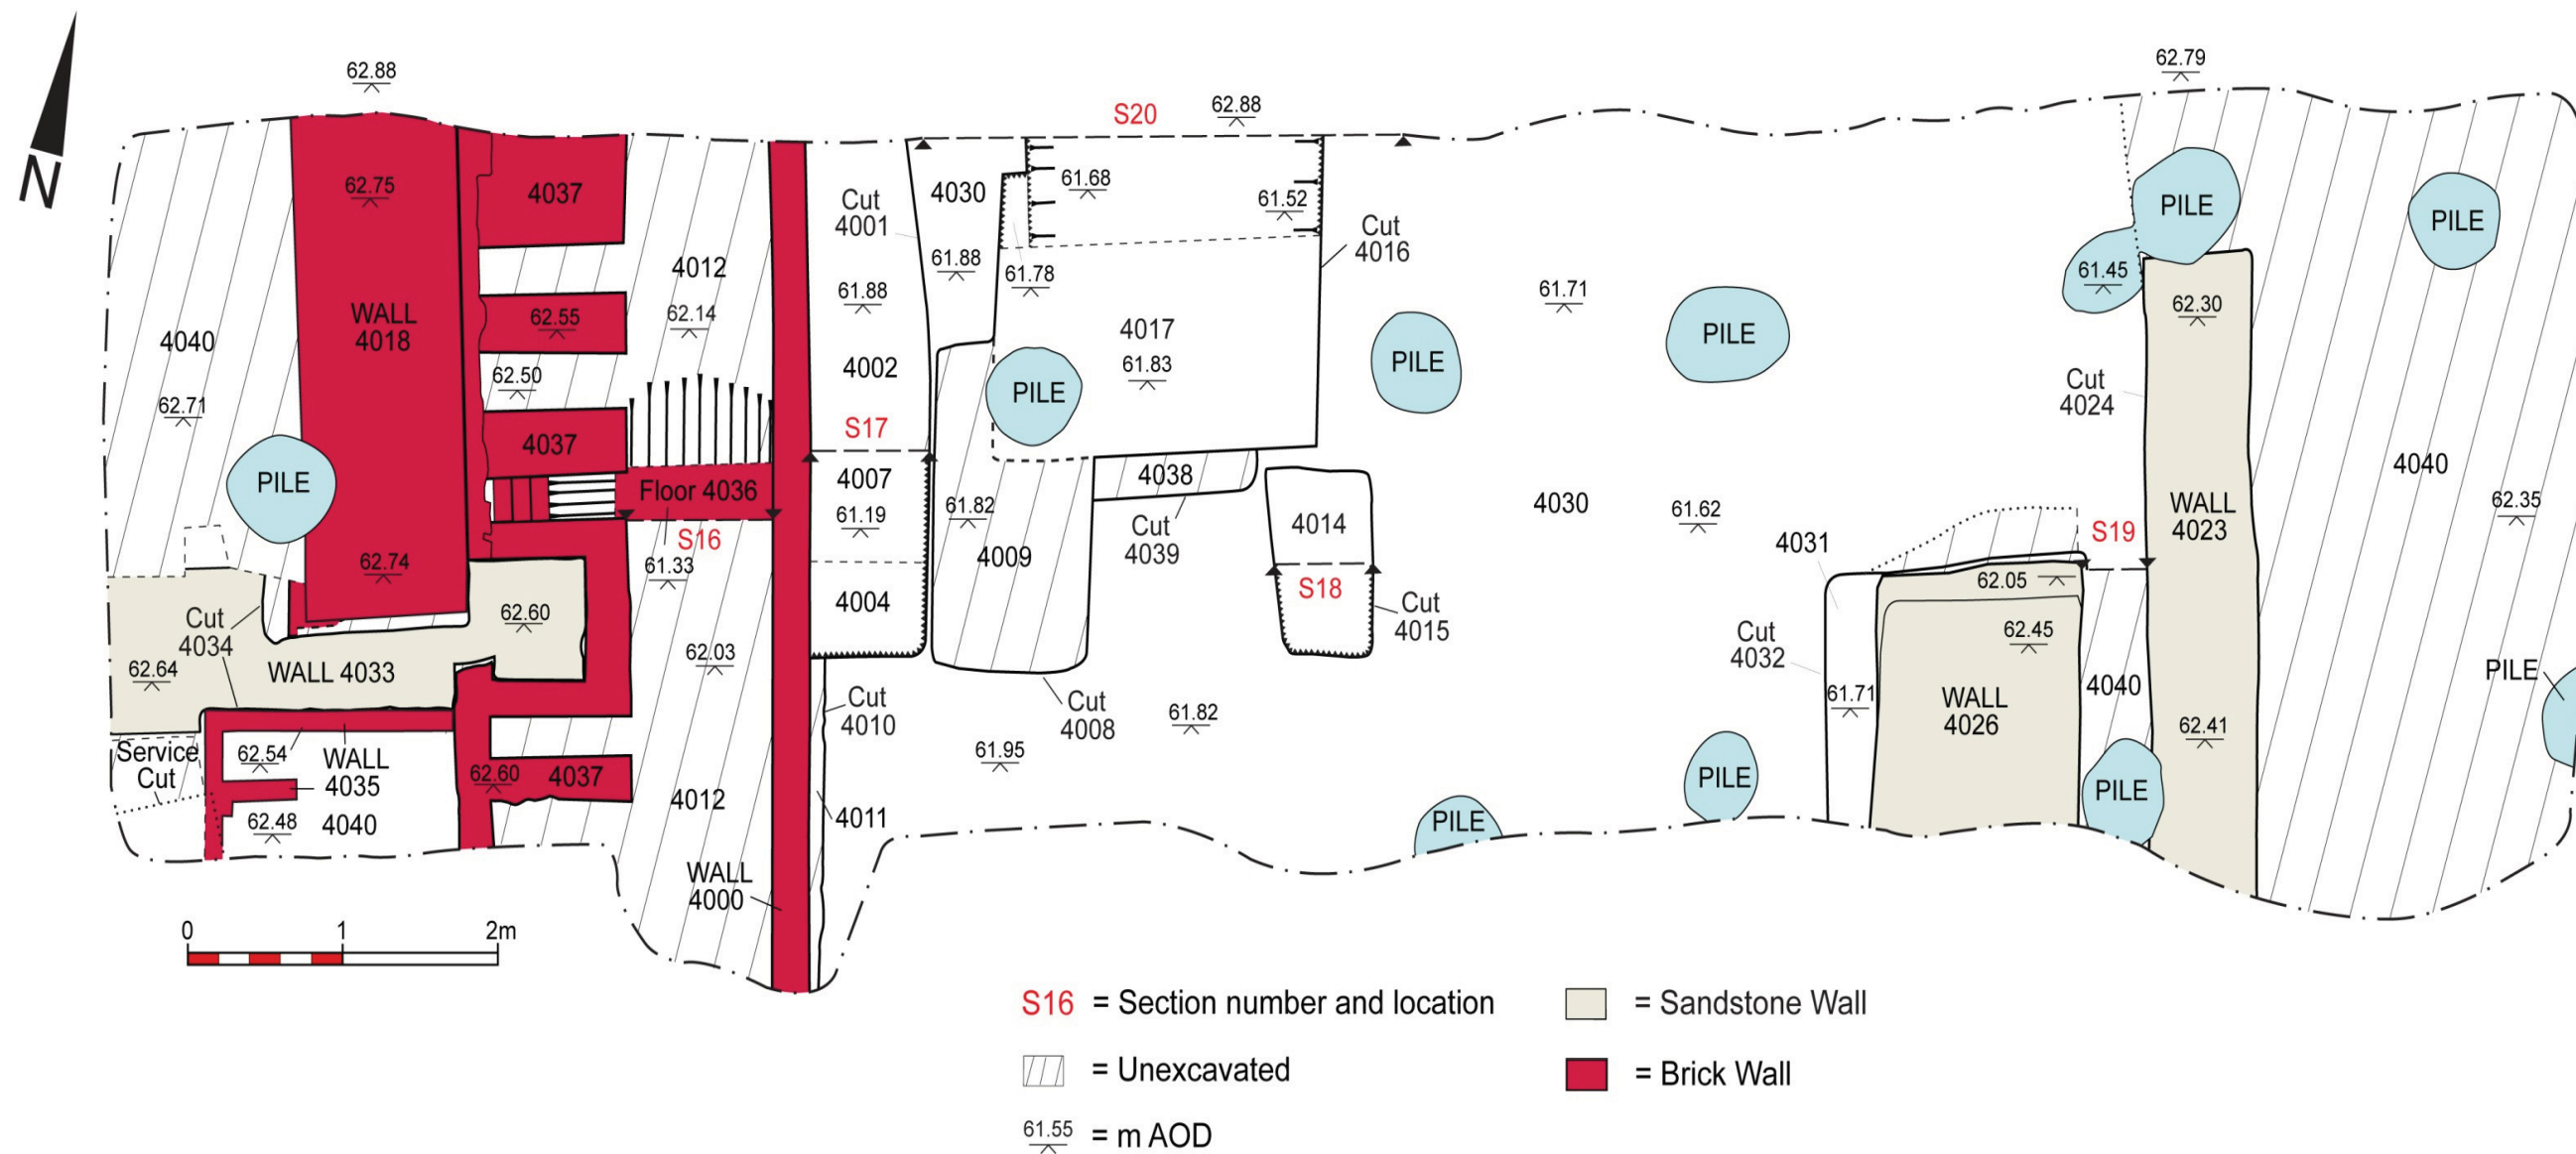 62.88
62.79
S20
62.88
62.75
4037
4030
61.68
61.52
PILE
PILE
Cut
4001
Cut
4016
61.45
4012
61.88
61.78
61.88
61.71
62.30
WALL
4018
62.55
62.14
4017
61.83
PILE
PILE
4040
62.71
62.50
4002
PILE
Cut
4024
4037
S17
PILE
Floor 4036
4007
61.19
61.82
4038
4014
4030
61.62
4040
62.35
WALL
4023
S16
61.33
Cut
4039
4009
4031
S19
62.74
S18
62.05
62.60
4004
Cut
4015
Cut
4034
62.45
Cut
4032
62.64
WALL 4033
62.03
4040
PILE
61.71
WALL
4026
Cut
4010
Cut
4008
61.82
62.41
Service
Cut
62.54
WALL
4035
61.95
62.60
4037
PILE
PILE
4012
4011
62.48
4040
PILE
WALL
4000
N
0 1 2m
S16 = Section number and location
= Sandstone Wall
= Unexcavated
= Brick Wall
61.55 = m AOD